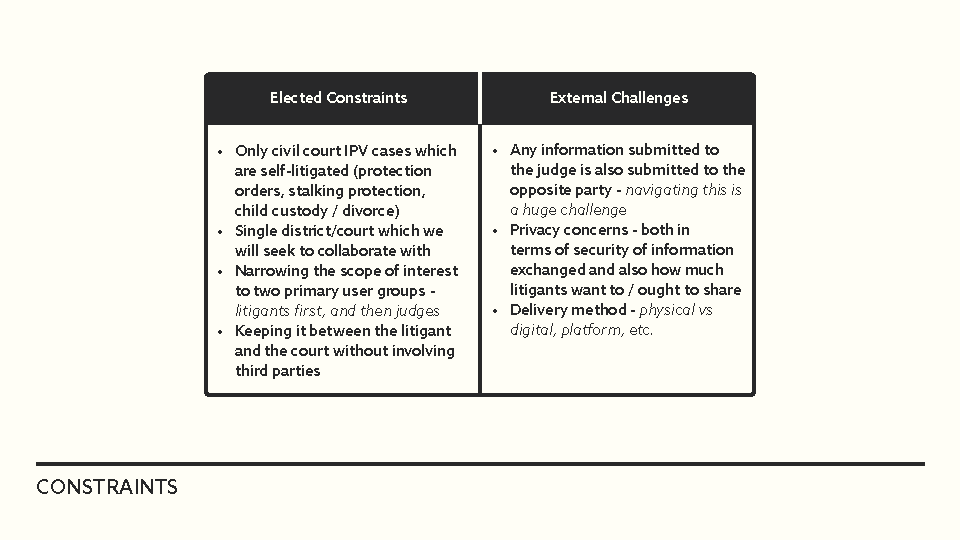 Elected Constraints
External Challenges
• Only civil court IPV cases which
are self-litigated (protection
orders, stalking protection,
child custody / divorce)
• Single district/court which we
will seek to collaborate with
• Narrowing the scope of interest
to two primary user groups -
litigants first, and then judges
• Keeping it between the litigant
and the court without involving
third parties
• Any information submitted to
the judge is also submitted to the
opposite party - navigating this is
a huge challenge
• Privacy concerns - both in
terms of security of information
exchanged and also how much
litigants want to / ought to share
• Delivery method - physical vs
digital, platform, etc.
CONSTRAINTS